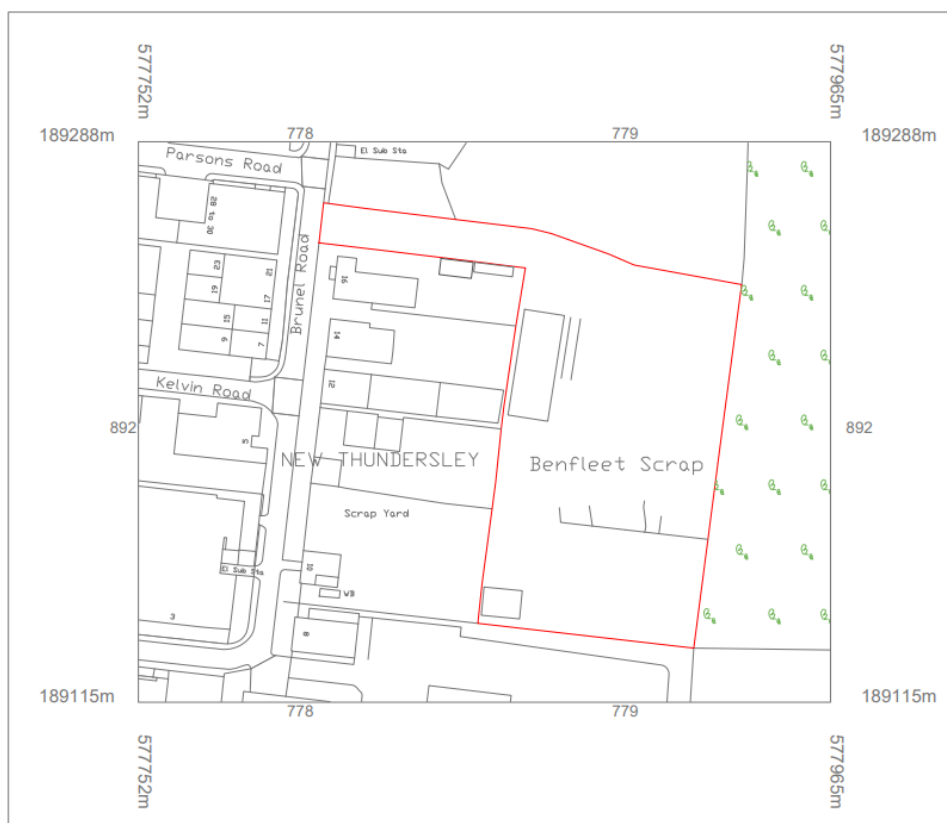 577752m
577965m
189288m
778
779
189288m
El Sub Sta
Parsons Road
28 to 30
Brunel Road
23
21
19
17
15
11
9
7
16
14
12
Kelvin Road
892
892
5
NEW THUNDERSLEY
Benfleet Scrap
Scrap Yard
El Sub Sta
10
WB
3
8
189115m
778
779
189115m
577752m
577965m